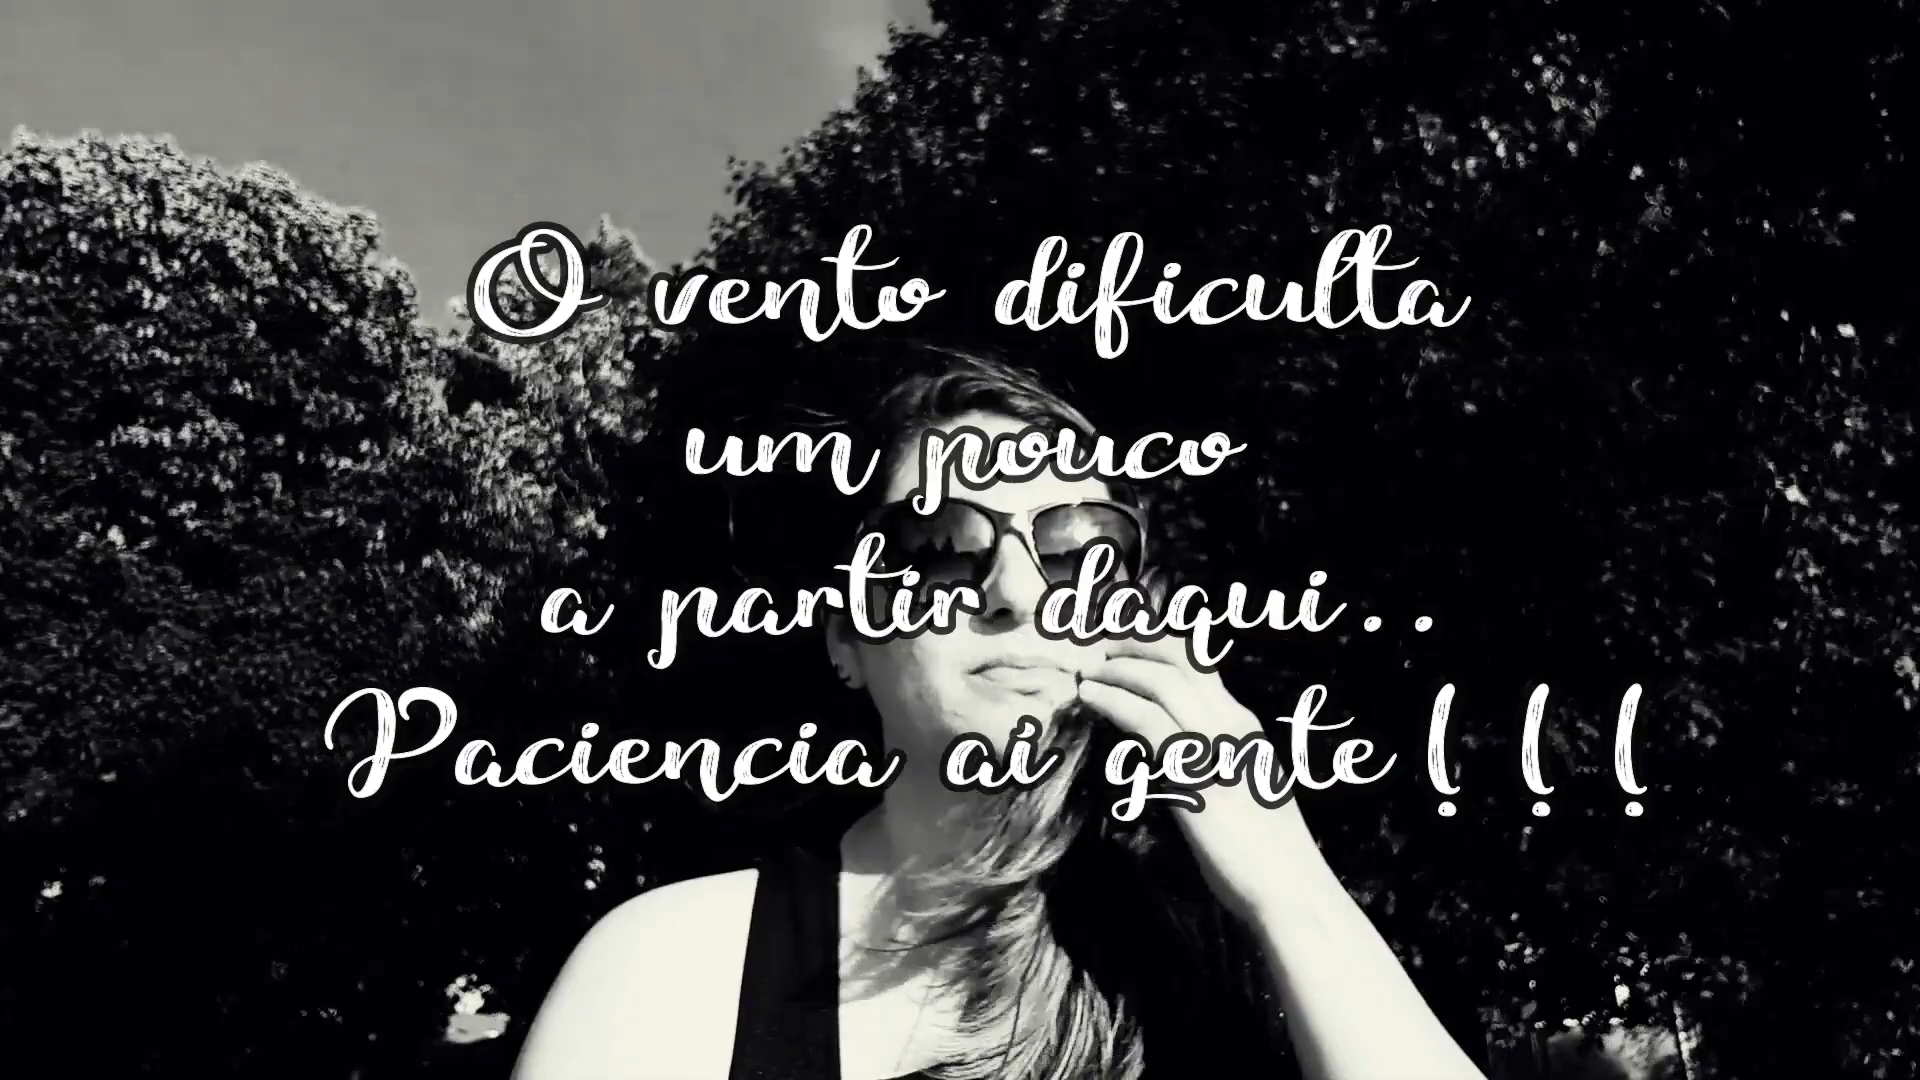 O vento dificulta
um pouco
a partir daqui..
Paciencia aí gente!!!